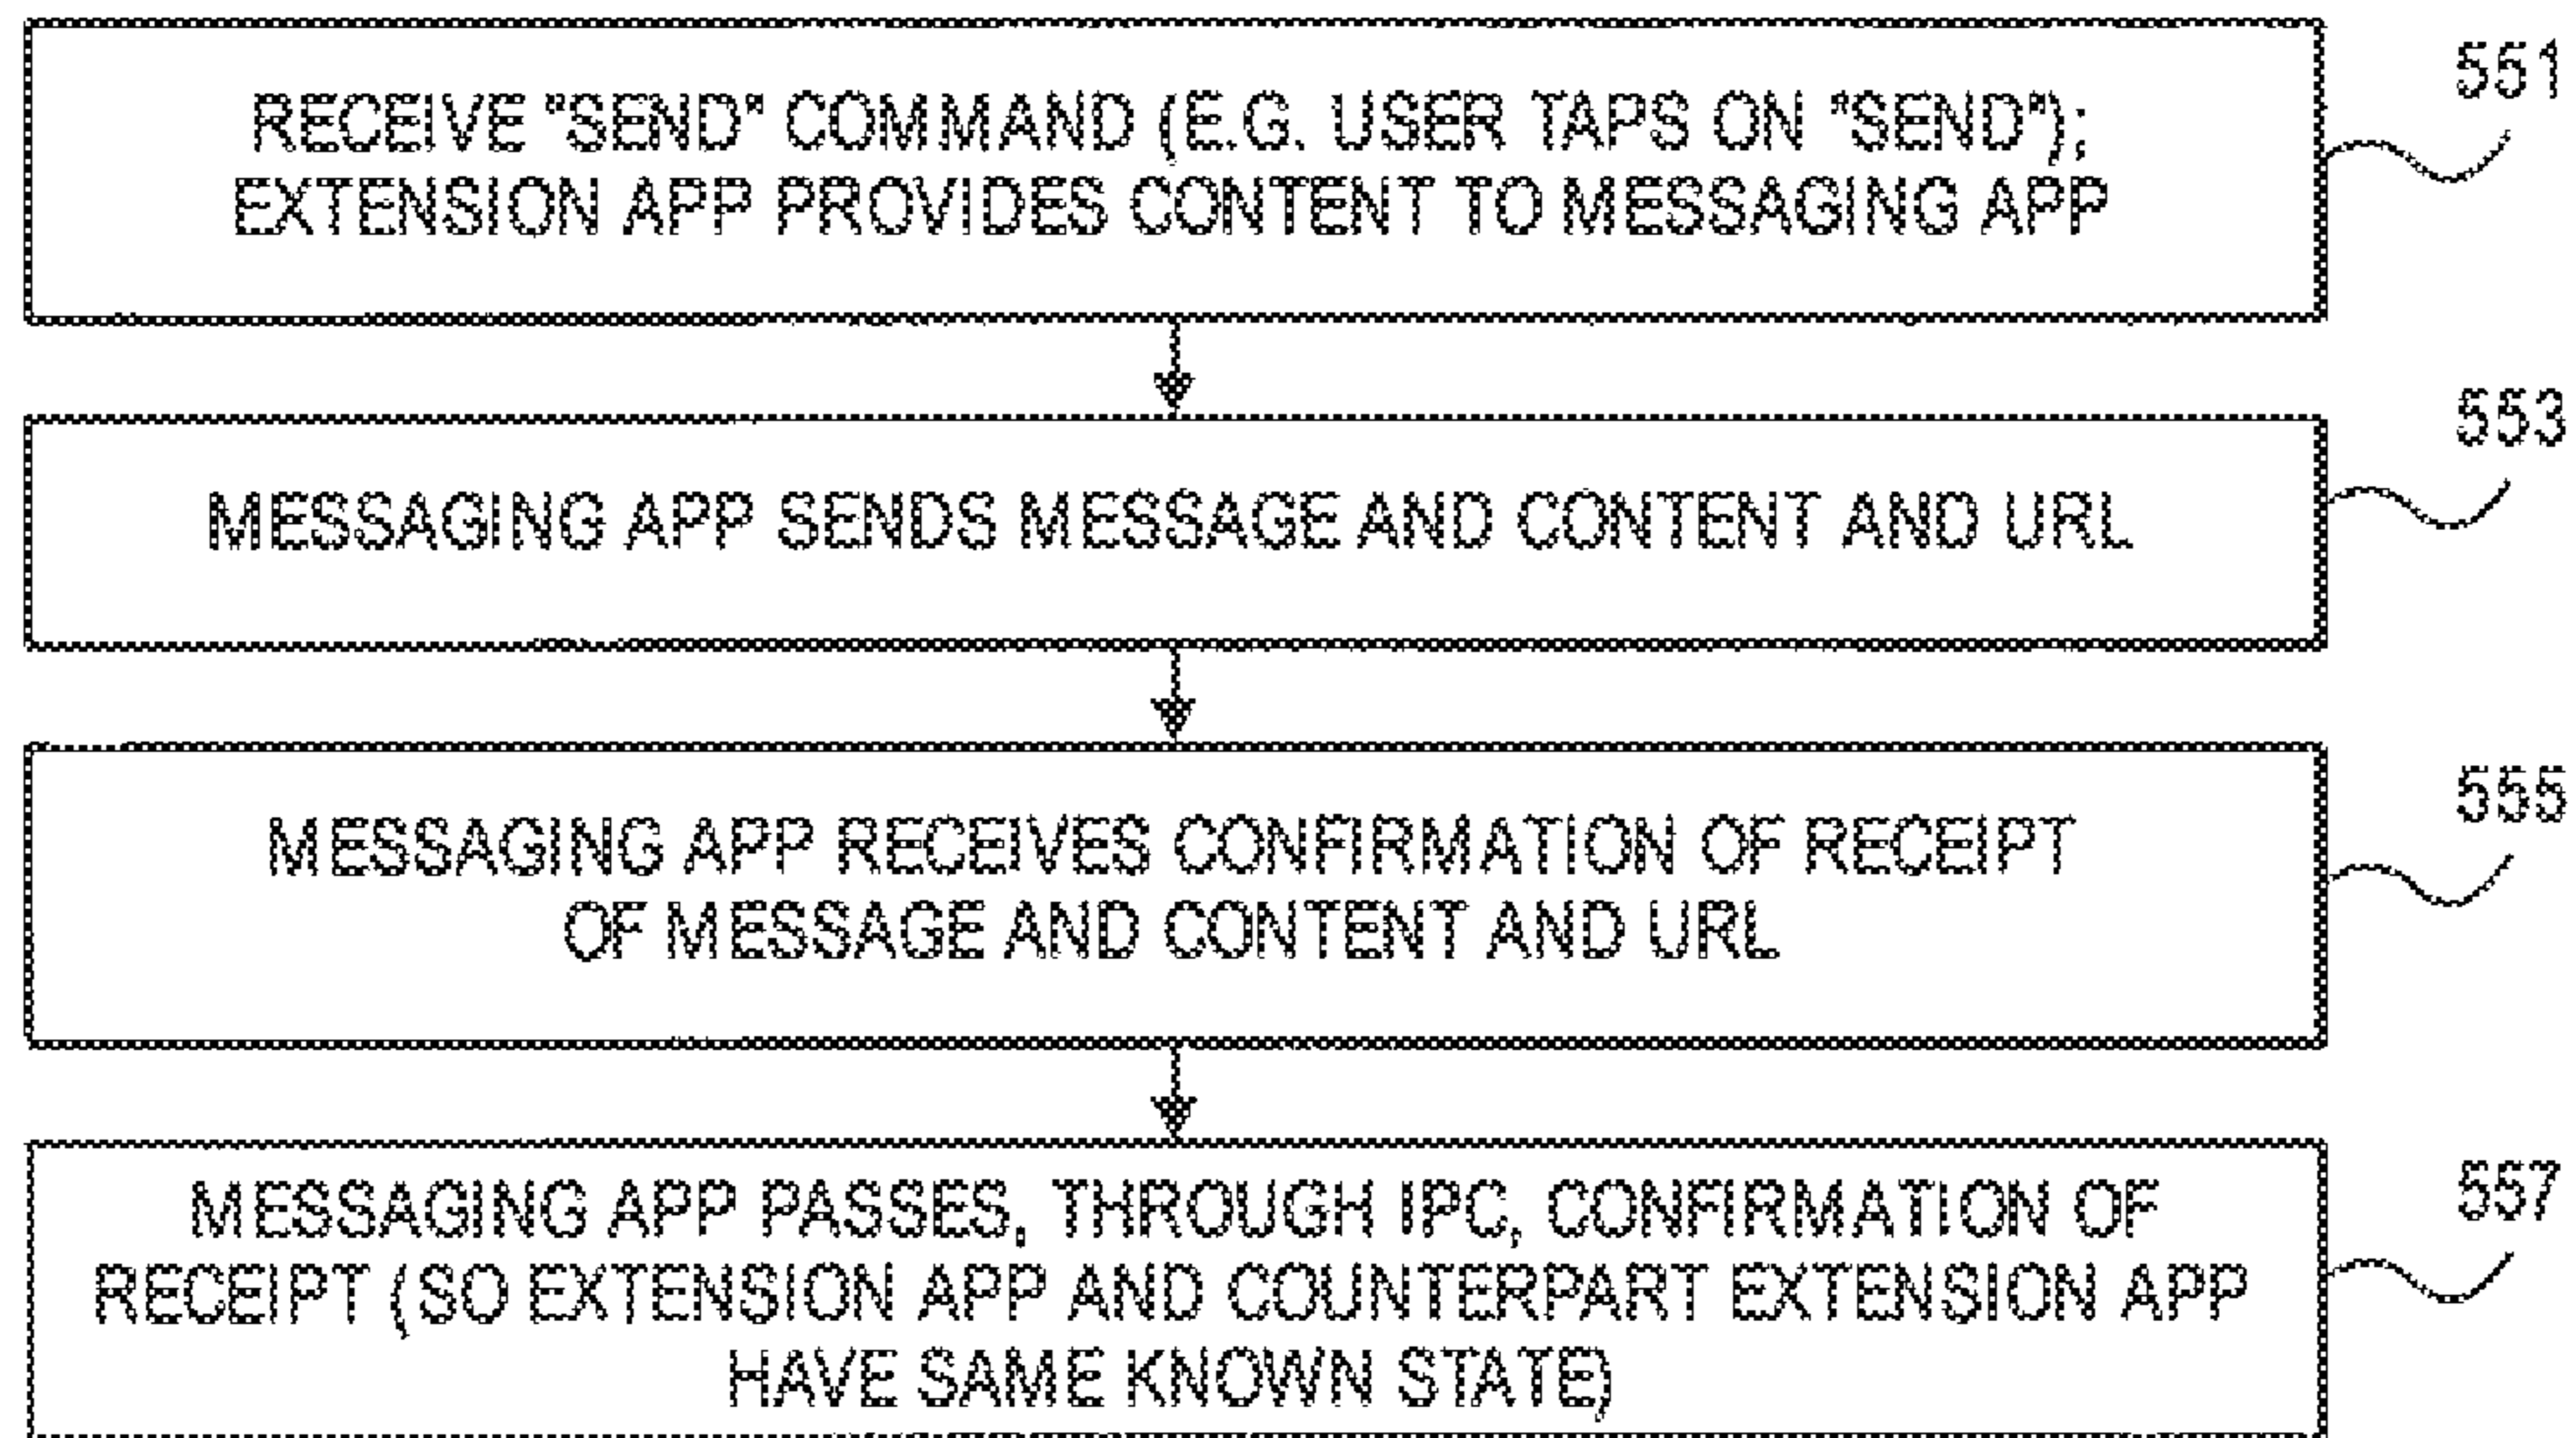 RECEIVE "SEND" COMMAND (E.G. USER TAPS ON "SEND");
EXTENSION APP PROVIDES CONTENT TO MESSAGING APP
551
MESSAGING APP SENDS MESSAGE AND CONTENT AND URL
553
MESSAGING APP RECEIVES CONFIRMATION OF RECEIPT
OF MESSAGE AND CONTENT AND URL
555
MESSAGING APP PASSES, THROUGH IPC, CONFIRMATION OF
RECEIPT (SO EXTENSION APP AND COUNTERPART EXTENSION APP
HAVE SAME KNOWN STATE)
557